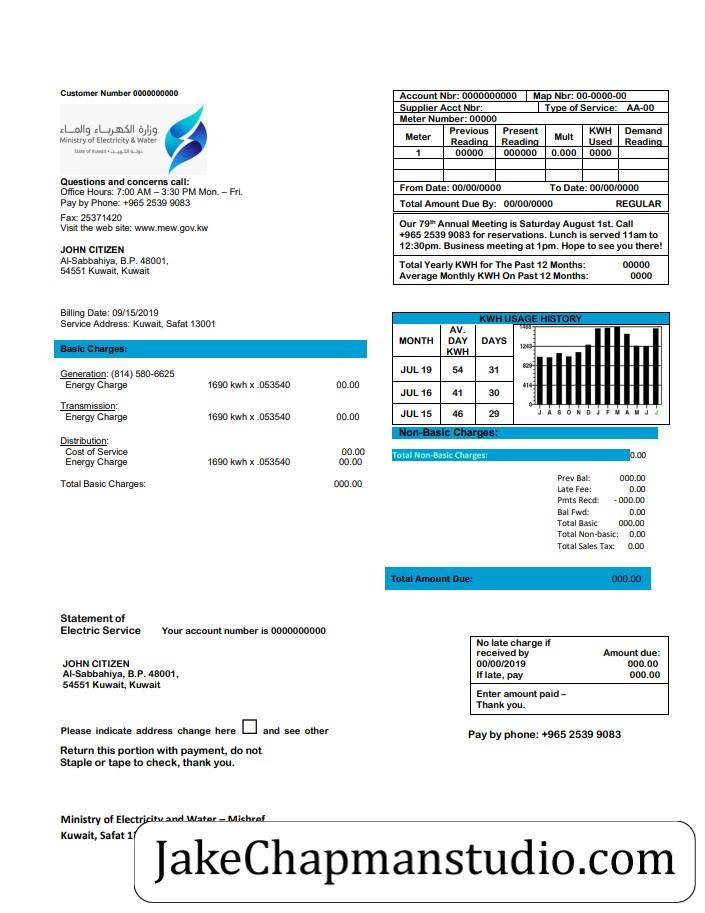 Customer Number 0000000000
وزارة الكهربـــاء والمـــاء
Ministry of Electricity & Water
State of Kuwait • دولـة الكويـت
Questions and concerns call:
Office Hours: 7:00 AM – 3:30 PM Mon. – Fri.
Pay by Phone: +965 2539 9083
Fax: 25371420
Visit the web site: www.mew.gov.kw
JOHN CITIZEN
Al-Sabbahiya, B.P. 48001,
54551 Kuwait, Kuwait
Account Nbr: 0000000000 Map Nbr: 00-0000-00
Supplier Acct Nbr: Type of Service: AA-00
Meter Number: 00000
Meter Previous Reading Present Reading Mult KWH Used Demand Reading
1 00000 000000 0.000 0000
From Date: 00/00/0000 To Date: 00/00/0000
Total Amount Due By: 00/00/0000 REGULAR
Our 79th Annual Meeting is Saturday August 1st. Call
+965 2539 9083 for reservations. Lunch is served 11am to
12:30pm. Business meeting at 1pm. Hope to see you there!
Total Yearly KWH for The Past 12 Months: 00000
Average Monthly KWH On Past 12 Months: 0000
Billing Date: 09/15/2019
Service Address: Kuwait, Safat 13001
Basic Charges:
Generation: (814) 580-6625
Energy Charge 1690 kwh x .053540 00.00
Transmission:
Energy Charge 1690 kwh x .053540 00.00
Distribution:
Cost of Service 00.00
Energy Charge 1690 kwh x .053540 00.00
Total Basic Charges: 000.00
KWH USAGE HISTORY
MONTH AV. DAY KWH DAYS
JUL 19 54 31
JUL 16 41 30
JUL 15 46 29
1243
829
414
0
J A S O N D J F M A M J J
Non-Basic Charges:
Total Non-Basic Charges: 0.00
Prev Bal: 000.00
Late Fee: 0.00
Pmts Recd: - 000.00
Bal Fwd: 0.00
Total Basic 000.00
Total Non-basic: 0.00
Total Sales Tax: 0.00
Total Amount Due: 000.00
Statement of
Electric Service Your account number is 0000000000
JOHN CITIZEN
Al-Sabbahiya, B.P. 48001,
54551 Kuwait, Kuwait
No late charge if
received by Amount due:
00/00/2019 000.00
If late, pay 000.00
Enter amount paid –
Thank you.
Please indicate address change here and see other
Return this portion with payment, do not
Staple or tape to check, thank you.
Pay by phone: +965 2539 9083
Ministry of Electricity and Water – Mishref
Kuwait, Safat
JakeChapmanstudio.com